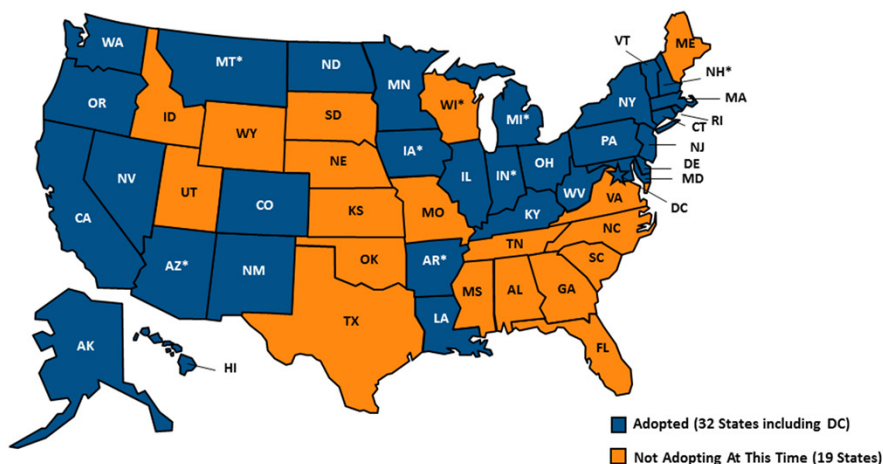 WA
MT*
ND
MN
VT
ME
NH*
MA
OR
ID
WY
SD
WI*
MI*
NY
RI
CT
NJ
PA
NV
UT
NE
IA*
IL
IN*
OH
WV
DE
MD
DC
CA
CO
KS
MO
KY
VA
AZ*
NM
OK
AR*
TN
NC
SC
TX
LA
MS
AL
GA
FL
AK
HI
Adopted (32 States including DC)
Not Adopting At This Time (19 States)